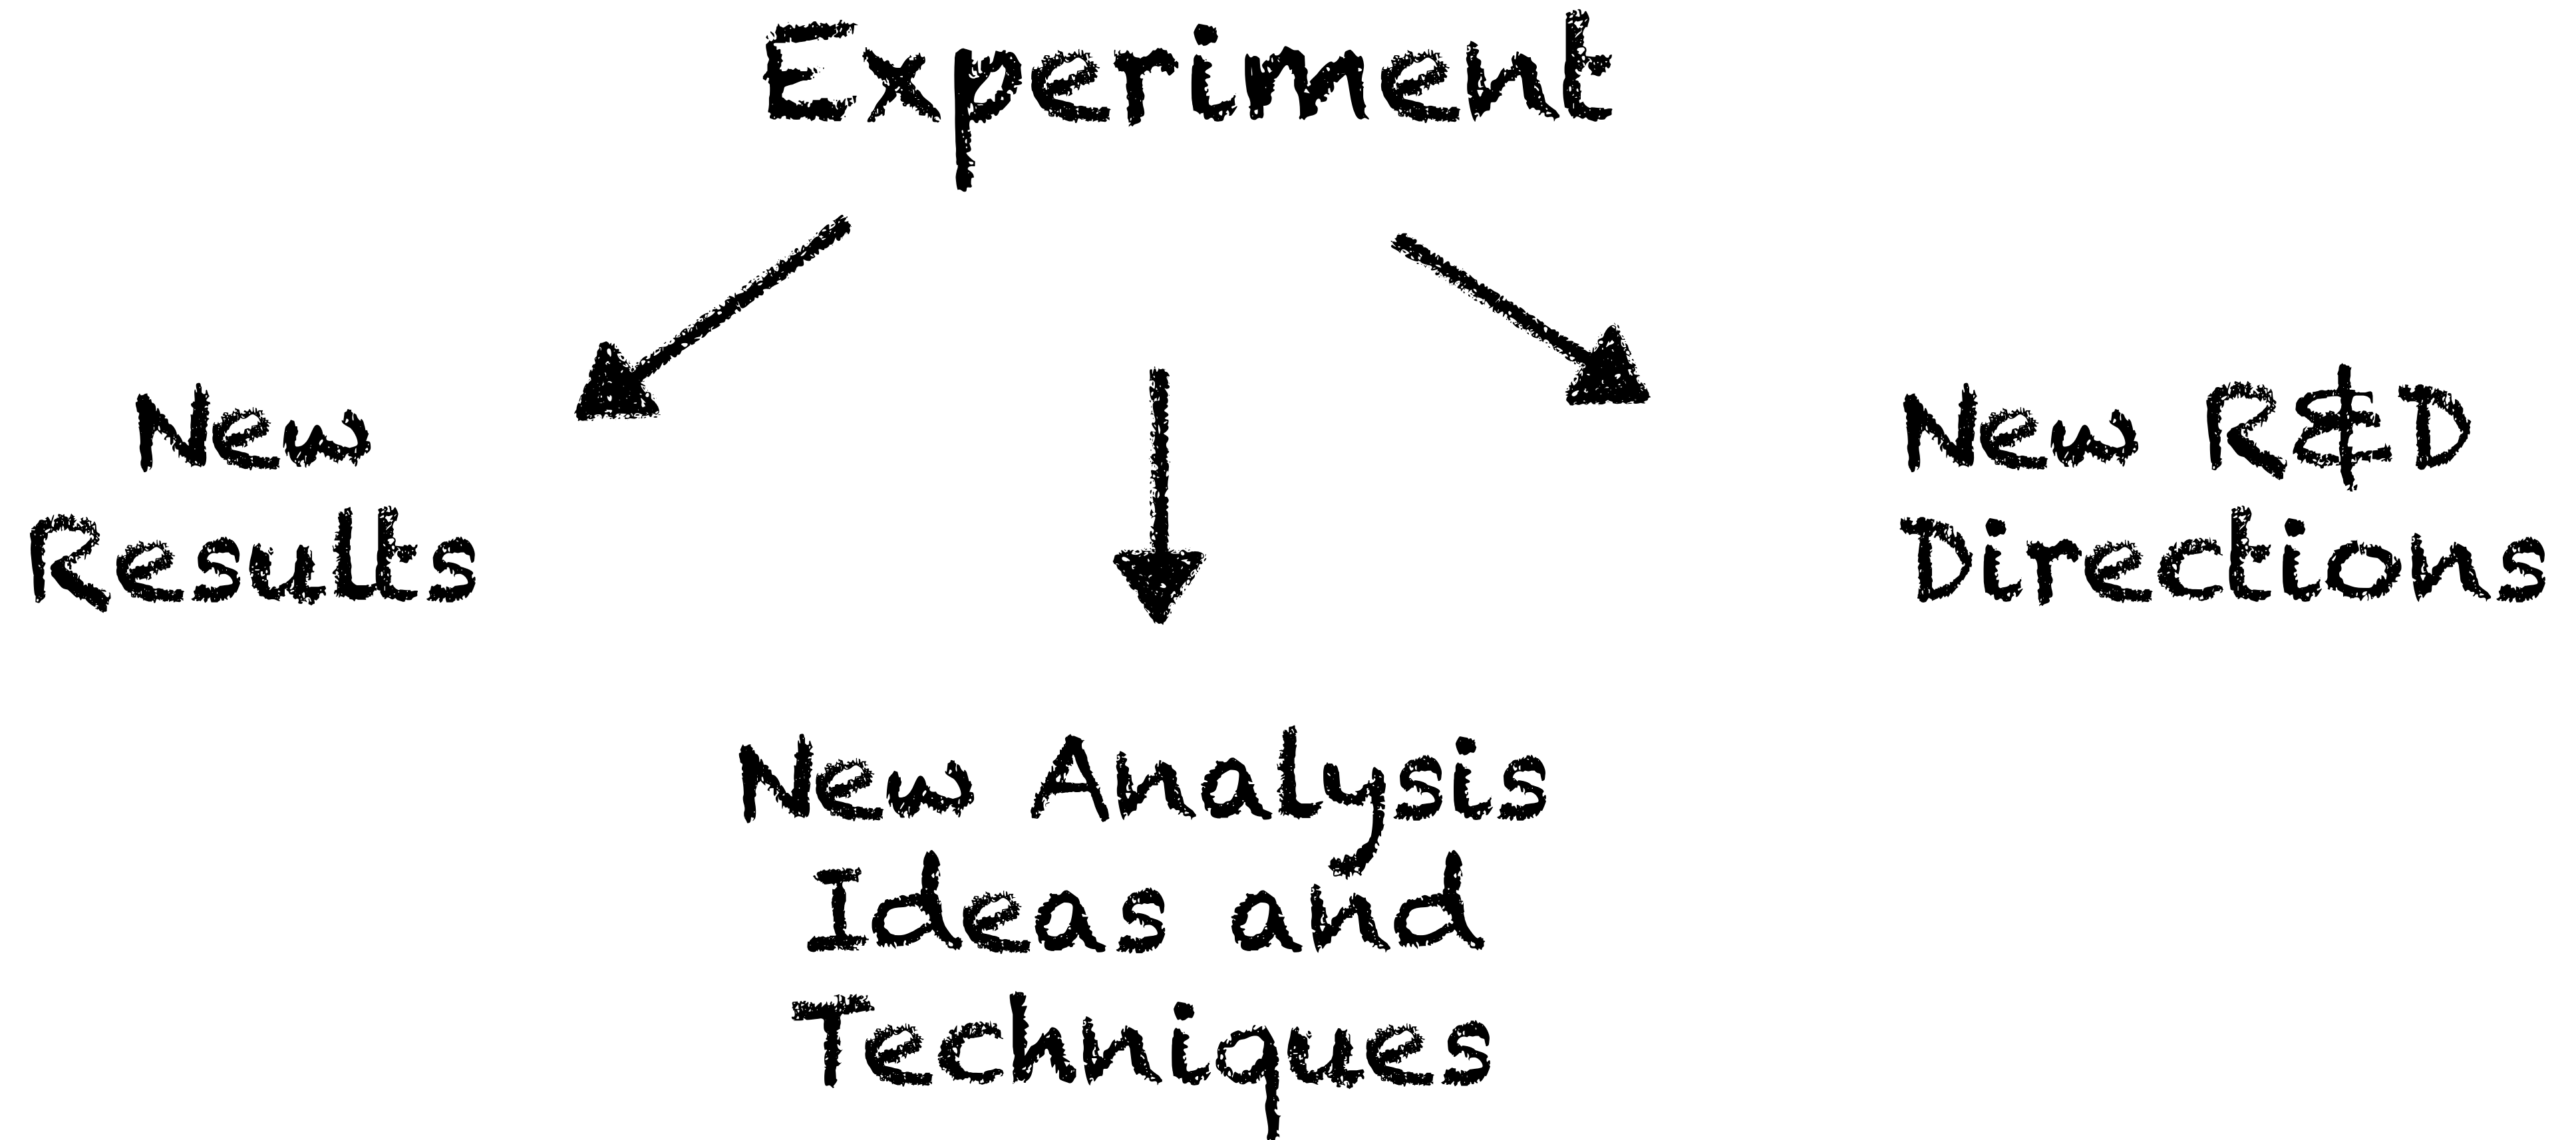 Experiment
New
Results
New R&D
Directions
New Analysis
Ideas and
Techniques